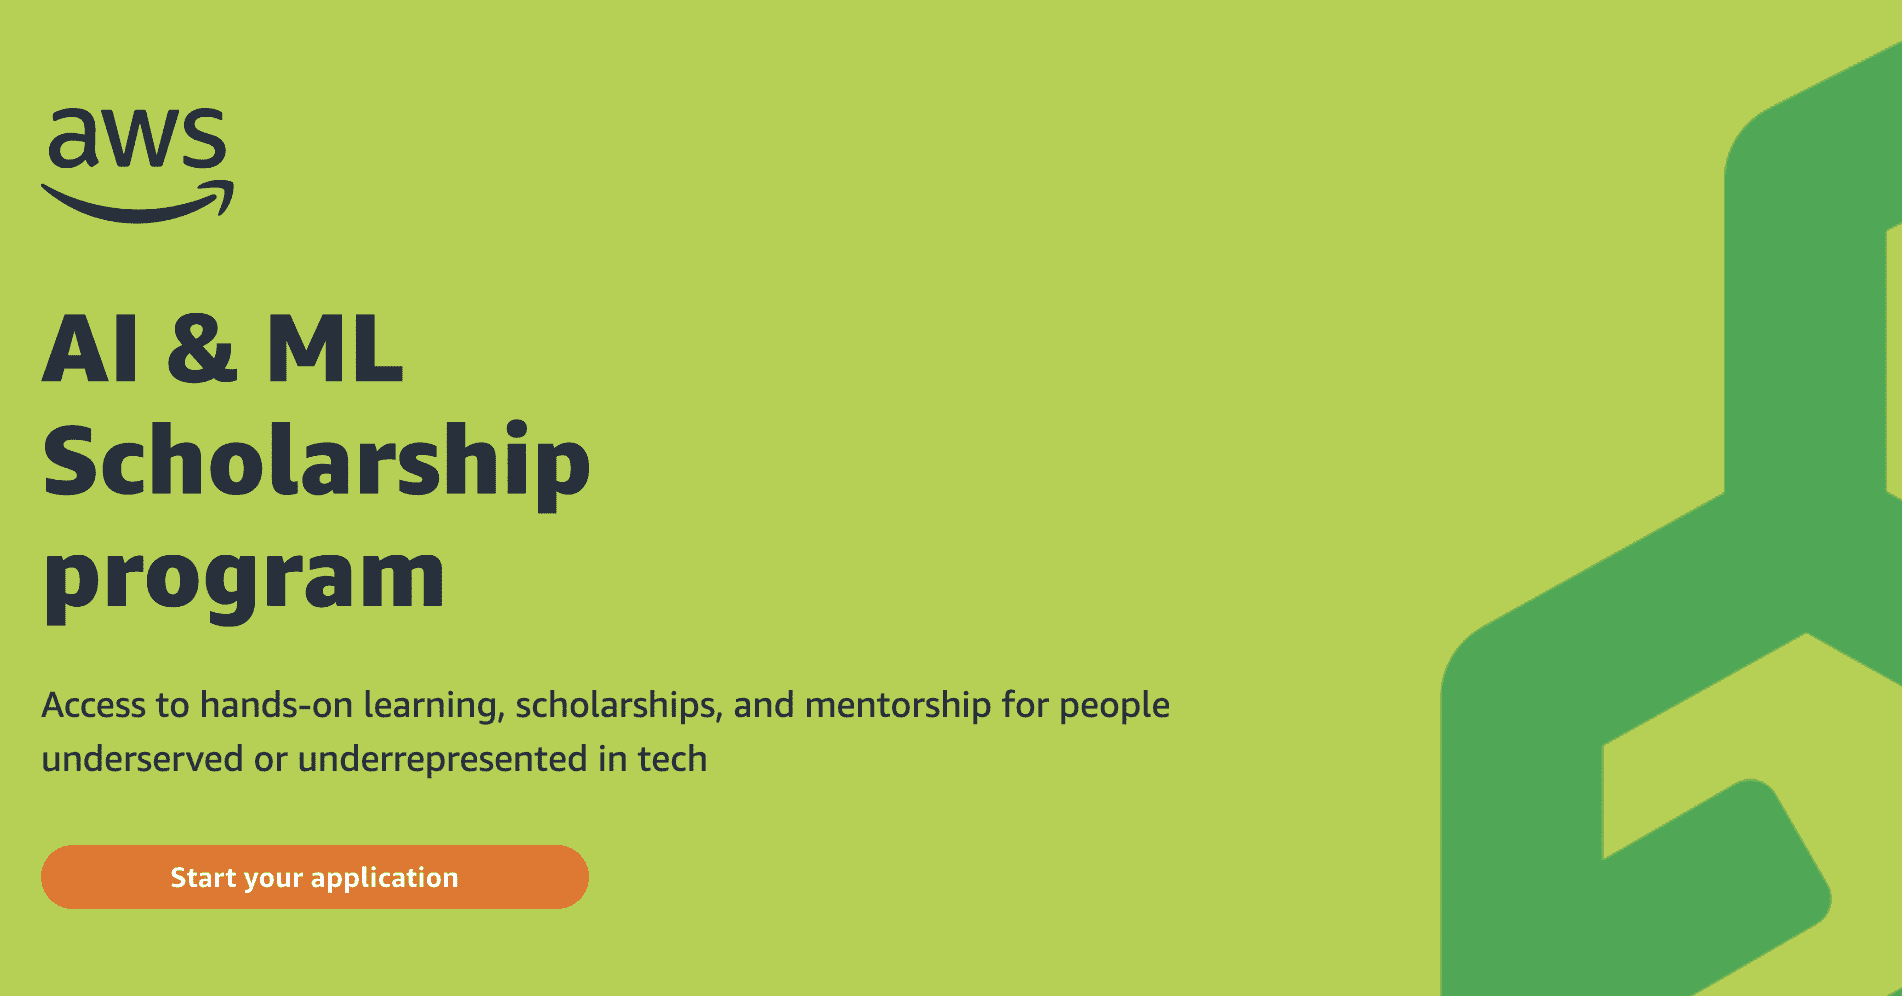 aws
AI & ML
Scholarship
program
Access to hands-on learning, scholarships, and mentorship for people
underserved or underrepresented in tech
Start your application